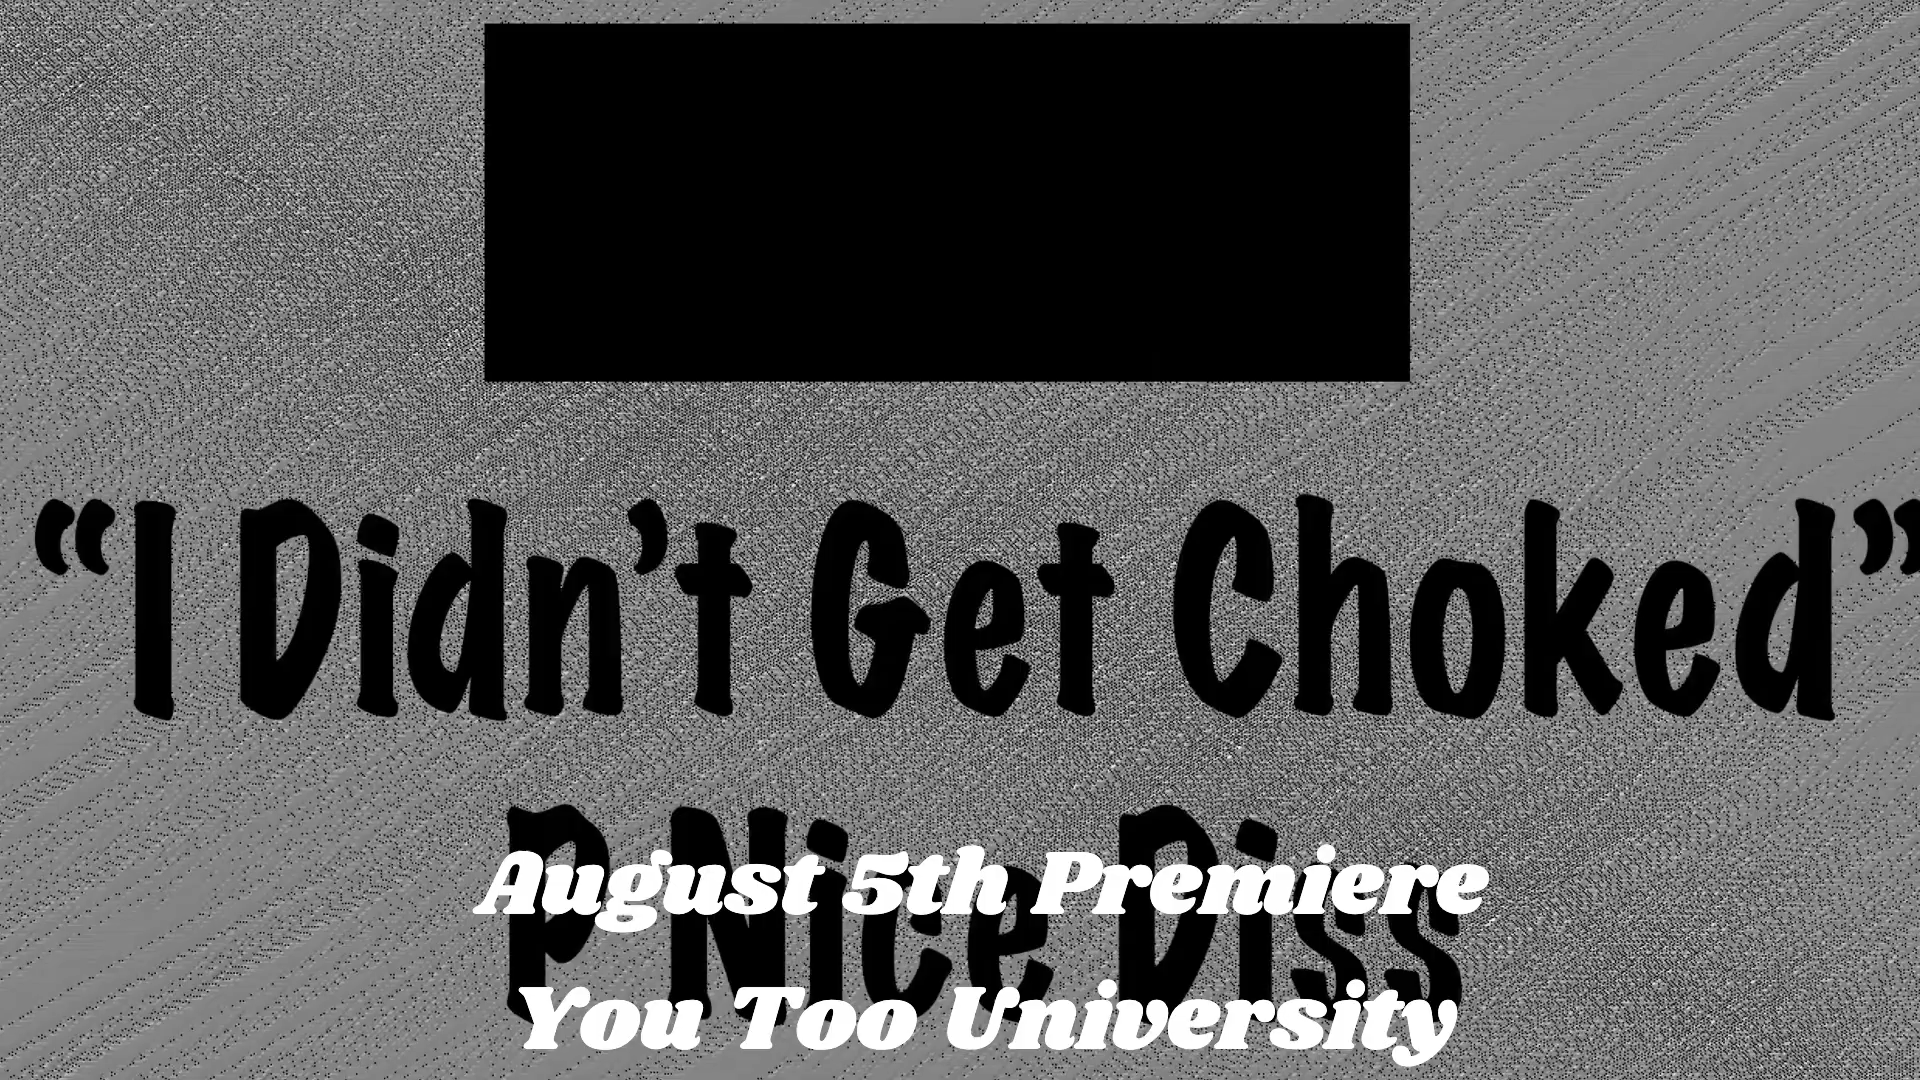 “I Didn’t Get Choked”
P Nice Diss
August 5th Premiere
You Too University